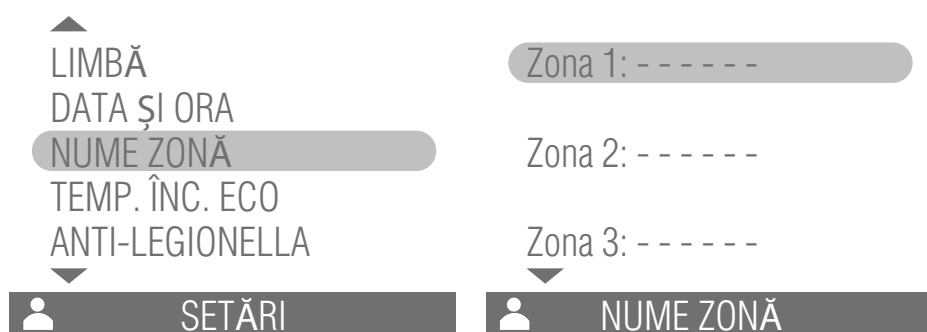 LIMBĂ
DATA ȘI ORA
NUME ZONĂ
TEMP. ÎNC. ECO
ANTI-LEGIONELLA
SETĂRI
Zona 1: - - - - - -
Zona 2: - - - - - -
Zona 3: - - - - - -
NUME ZONĂ